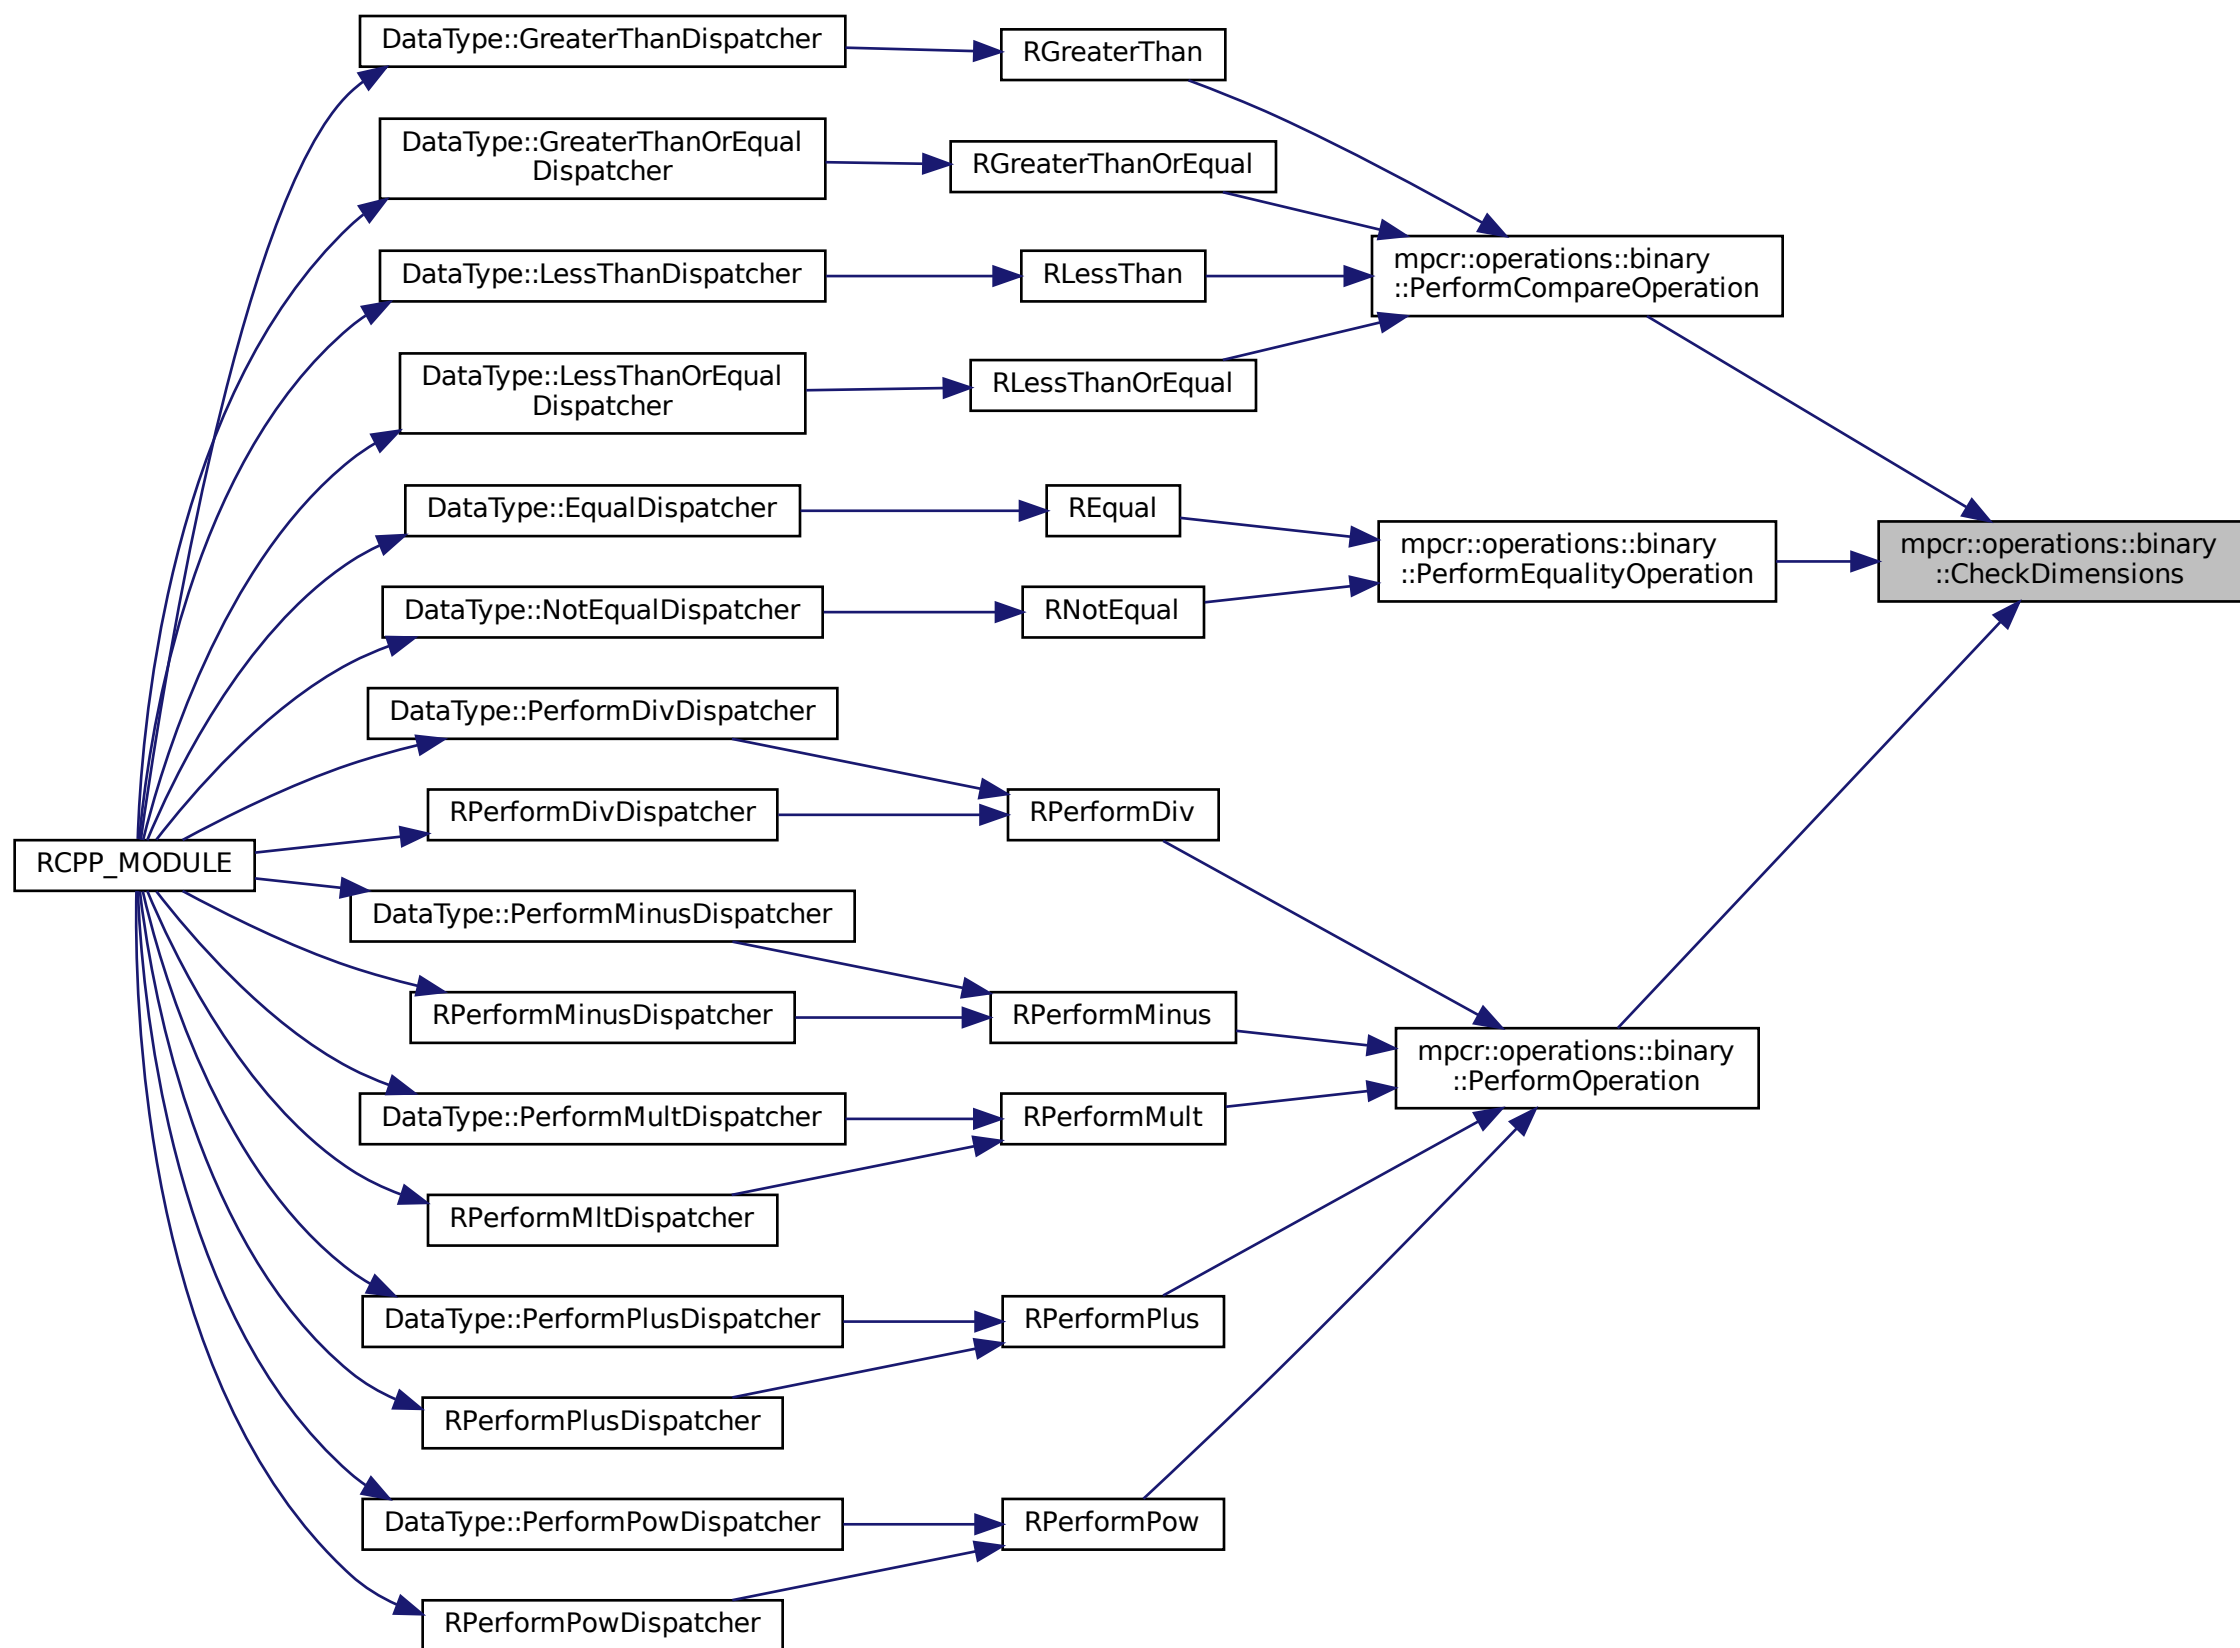 DataType::GreaterThanDispatcher
RGreaterThan
DataType::GreaterThanOrEqual
Dispatcher
RGreaterThanOrEqual
DataType::LessThanDispatcher
RLessThan
mpcr::operations::binary
::PerformCompareOperation
DataType::LessThanOrEqual
Dispatcher
RLessThanOrEqual
DataType::EqualDispatcher
REqual
mpcr::operations::binary
::PerformEqualityOperation
mpcr::operations::binary
::CheckDimensions
DataType::NotEqualDispatcher
RNotEqual
DataType::PerformDivDispatcher
RPerformDivDispatcher
RPerformDiv
RCPP_MODULE
DataType::PerformMinusDispatcher
RPerformMinusDispatcher
RPerformMinus
mpcr::operations::binary
::PerformOperation
DataType::PerformMultDispatcher
RPerformMult
RPerformMltDispatcher
DataType::PerformPlusDispatcher
RPerformPlus
RPerformPlusDispatcher
DataType::PerformPowDispatcher
RPerformPow
RPerformPowDispatcher